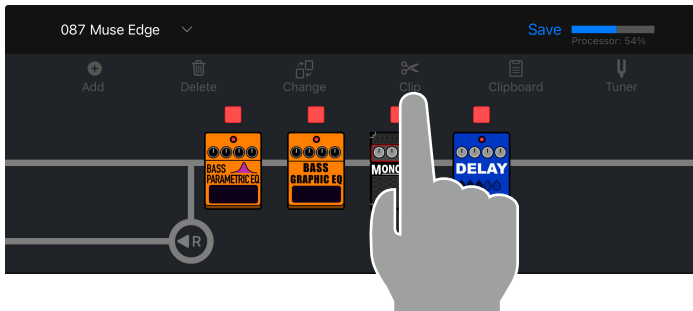 087 Muse Edge
Save
Processor: 54%
Add
Delete
Change
Clip
Clipboard
Tuner
BASS
PARAMETRIC EQ
BASS
GRAPHIC EQ
DELAY
R